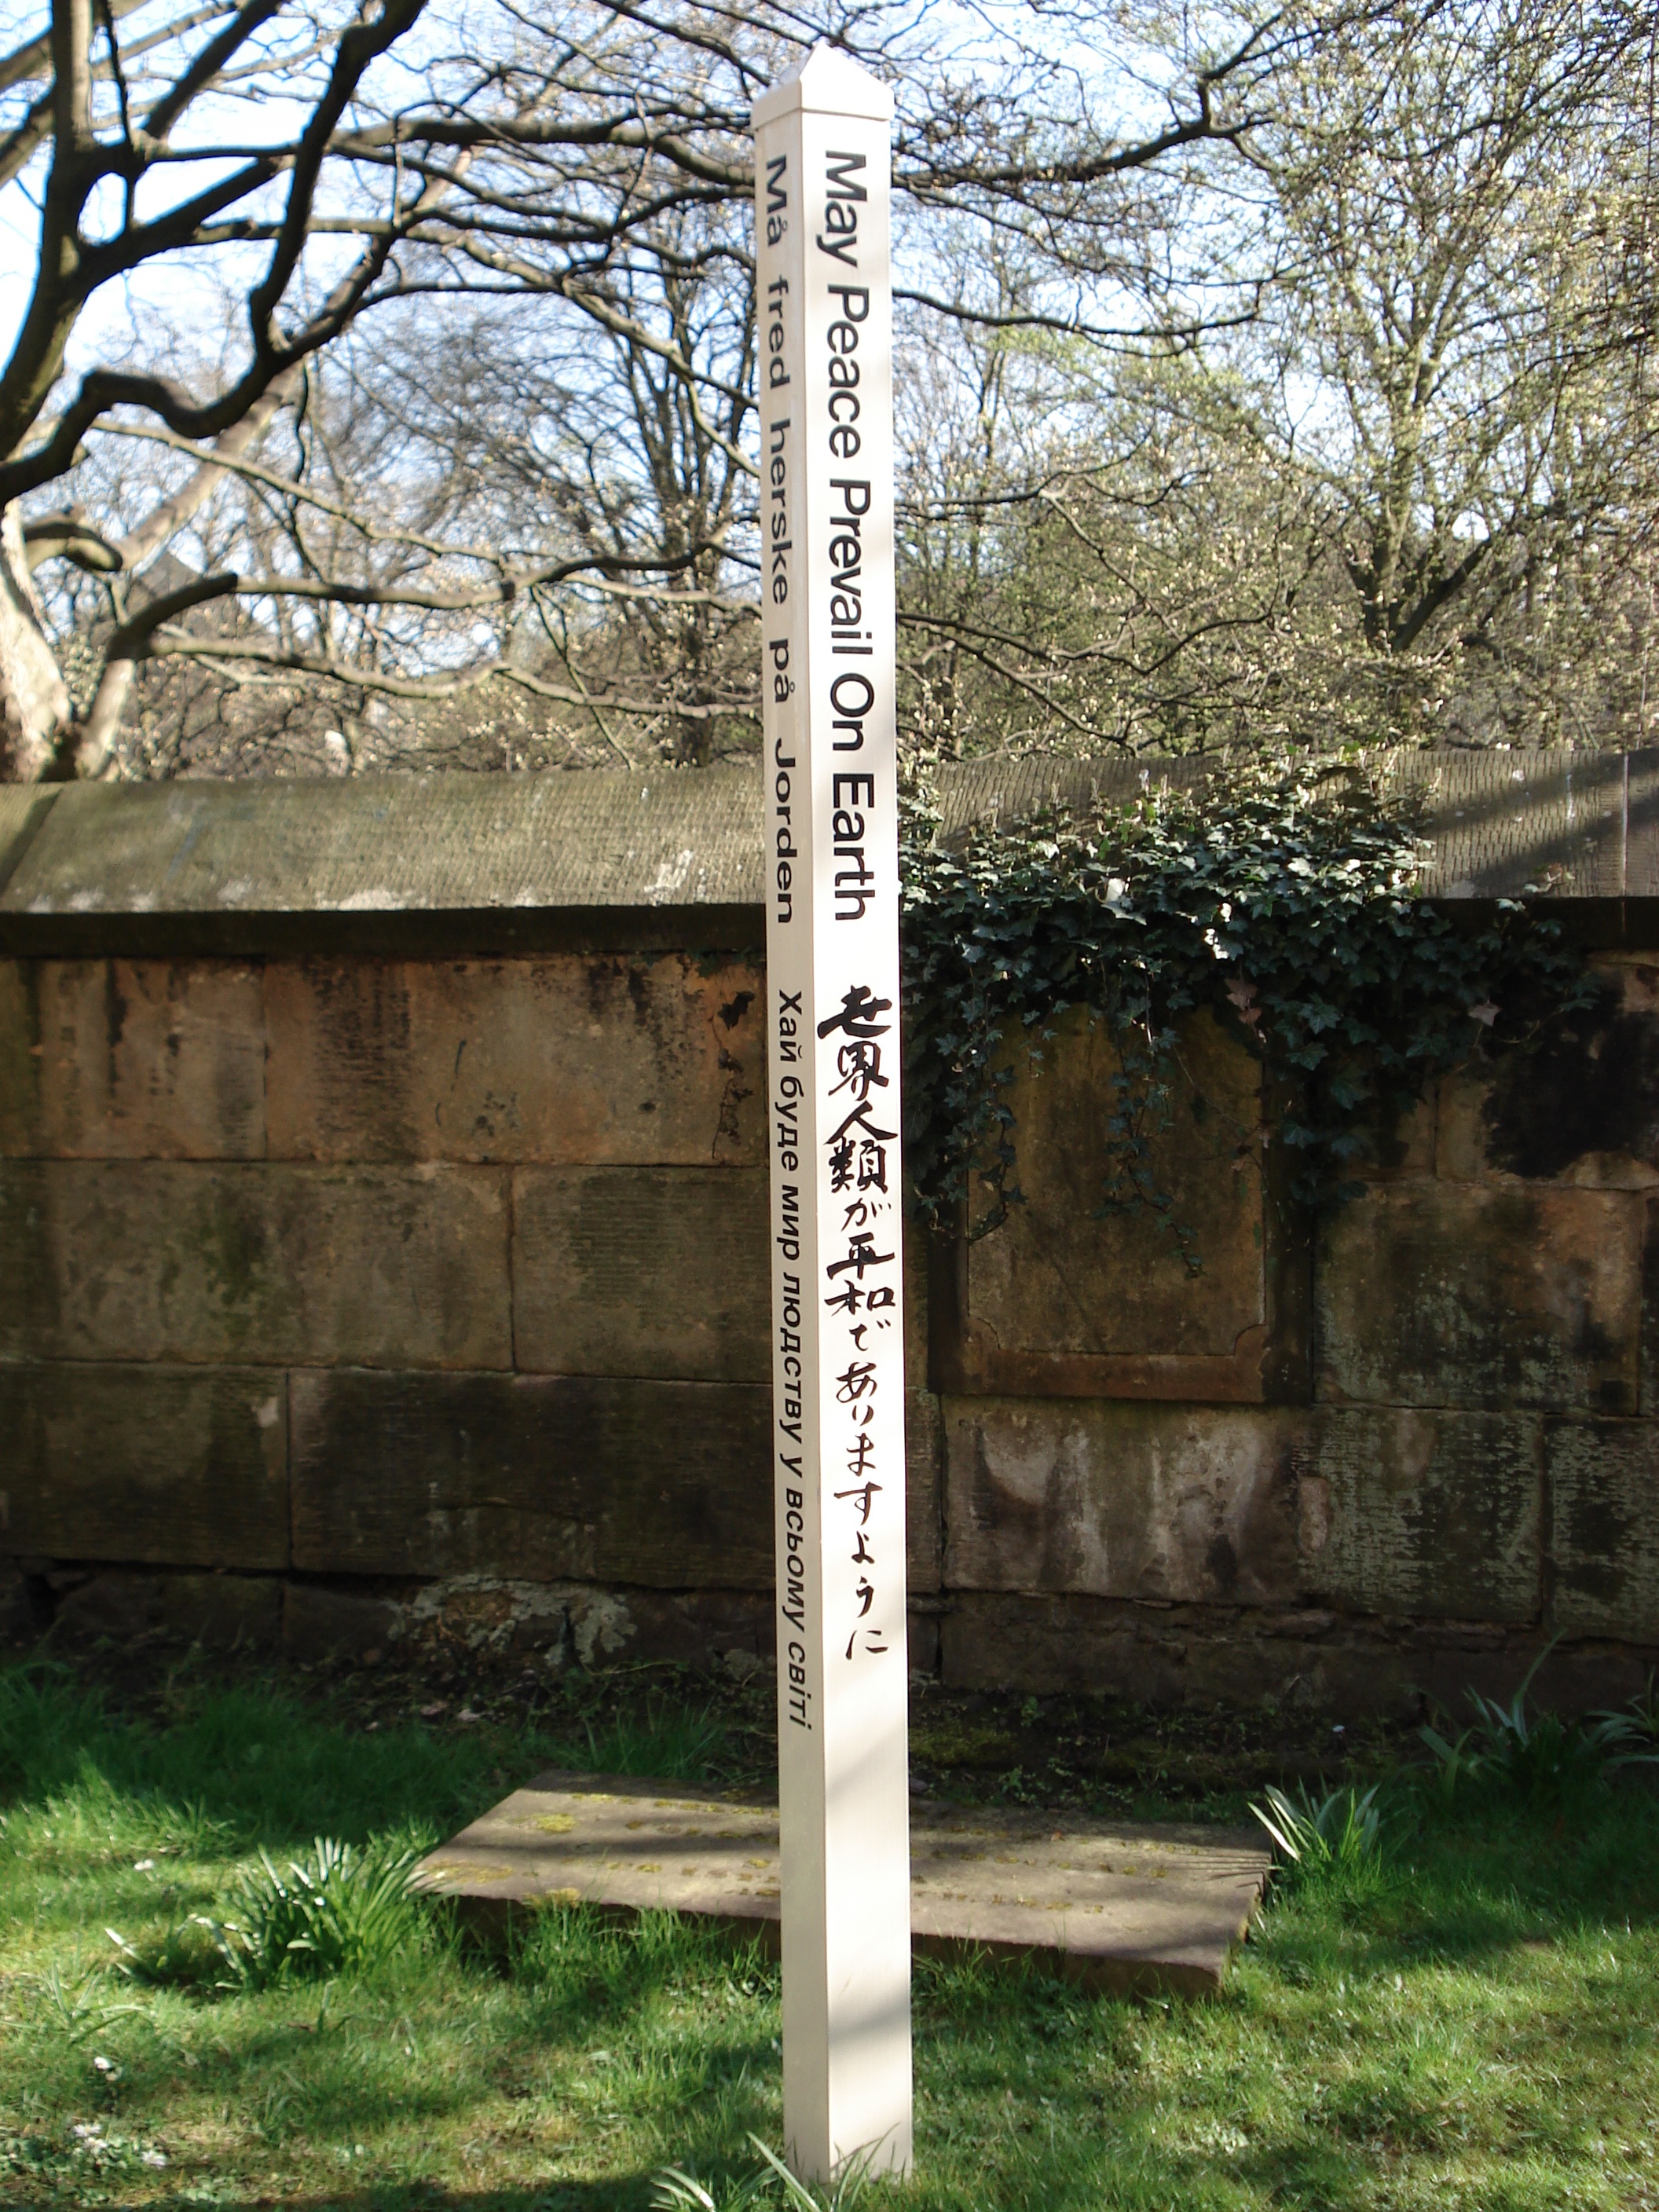 Må fred herske på Jorden
Хай буде мир людству у всьому світі
May Peace Prevail On Earth
世界人類が平和でありますように